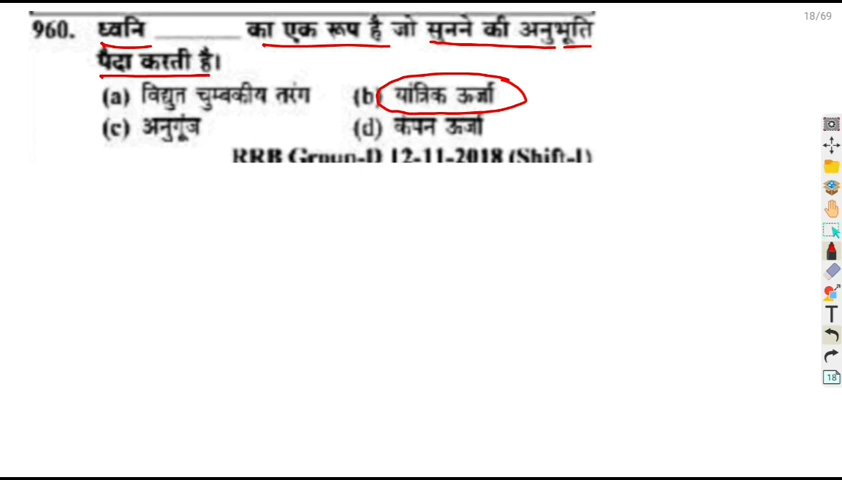 18/69
960. ध्वनि ________ का एक रूप है जो सुनने की अनुभूति
पैदा करती है।
(a) विद्युत चुम्बकीय तरंग (b) यांत्रिक ऊर्जा
(c) अनुगूंज (d) कंपन ऊर्जा
RRB Group-D 12-11-2018 (Shift-I)
T
18